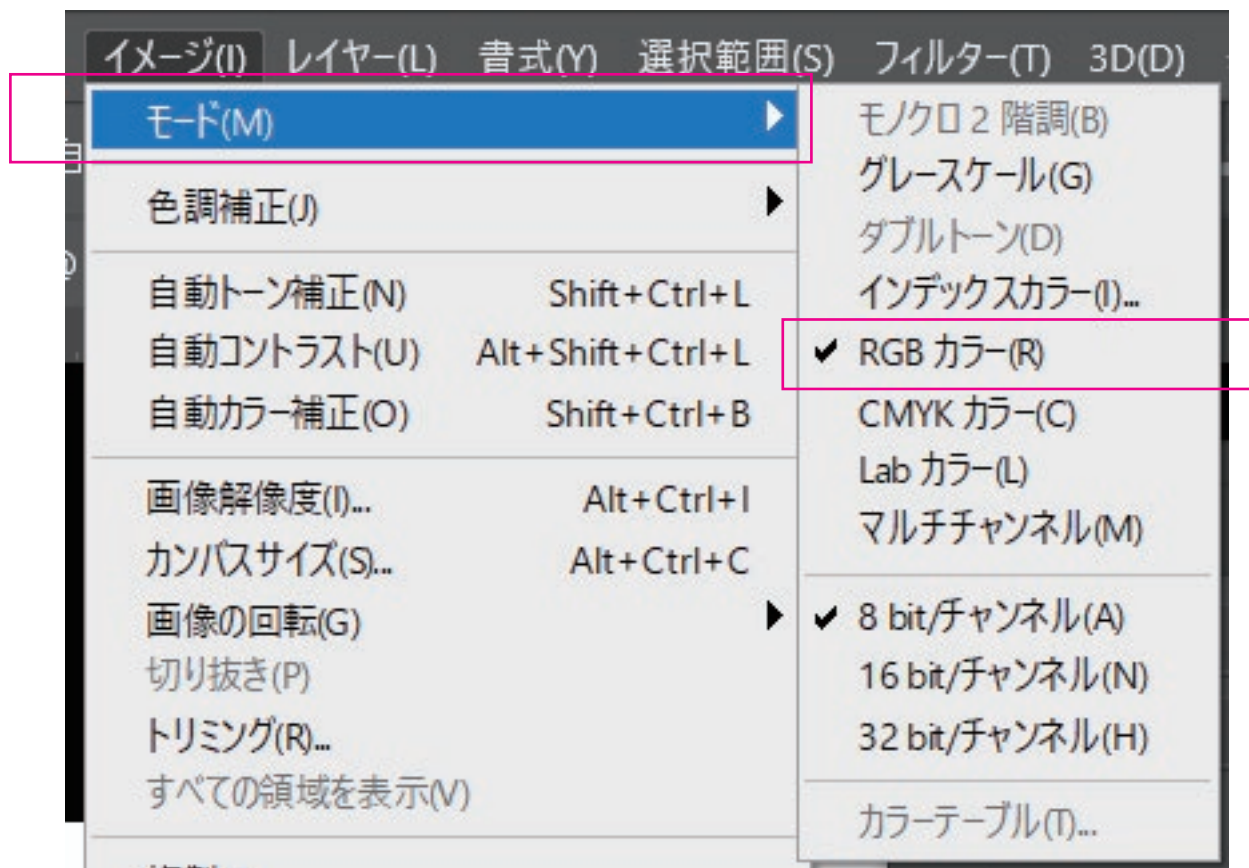 イメージ(I) レイヤー(L) 書式(Y) 選択範囲(S) フィルター(T) 3D(D)
モード(M)
色調補正(J)
自動トーン補正(N) Shift+Ctrl+L
自動コントラスト(U) Alt+Shift+Ctrl+L
自動カラー補正(O) Shift+Ctrl+B
画像解像度(I)... Alt+Ctrl+I
カンバスサイズ(S)... Alt+Ctrl+C
画像の回転(G)
切り抜き(P)
トリミング(R)...
すべての領域を表示(V)
モノクロ 2 階調(B)
グレースケール(G)
ダブルトーン(D)
インデックスカラー(I)...
✔ RGB カラー(R)
CMYK カラー(C)
Lab カラー(L)
マルチチャンネル(M)
✔ 8 bit/チャンネル(A)
16 bit/チャンネル(N)
32 bit/チャンネル(H)
カラーテーブル(T)...